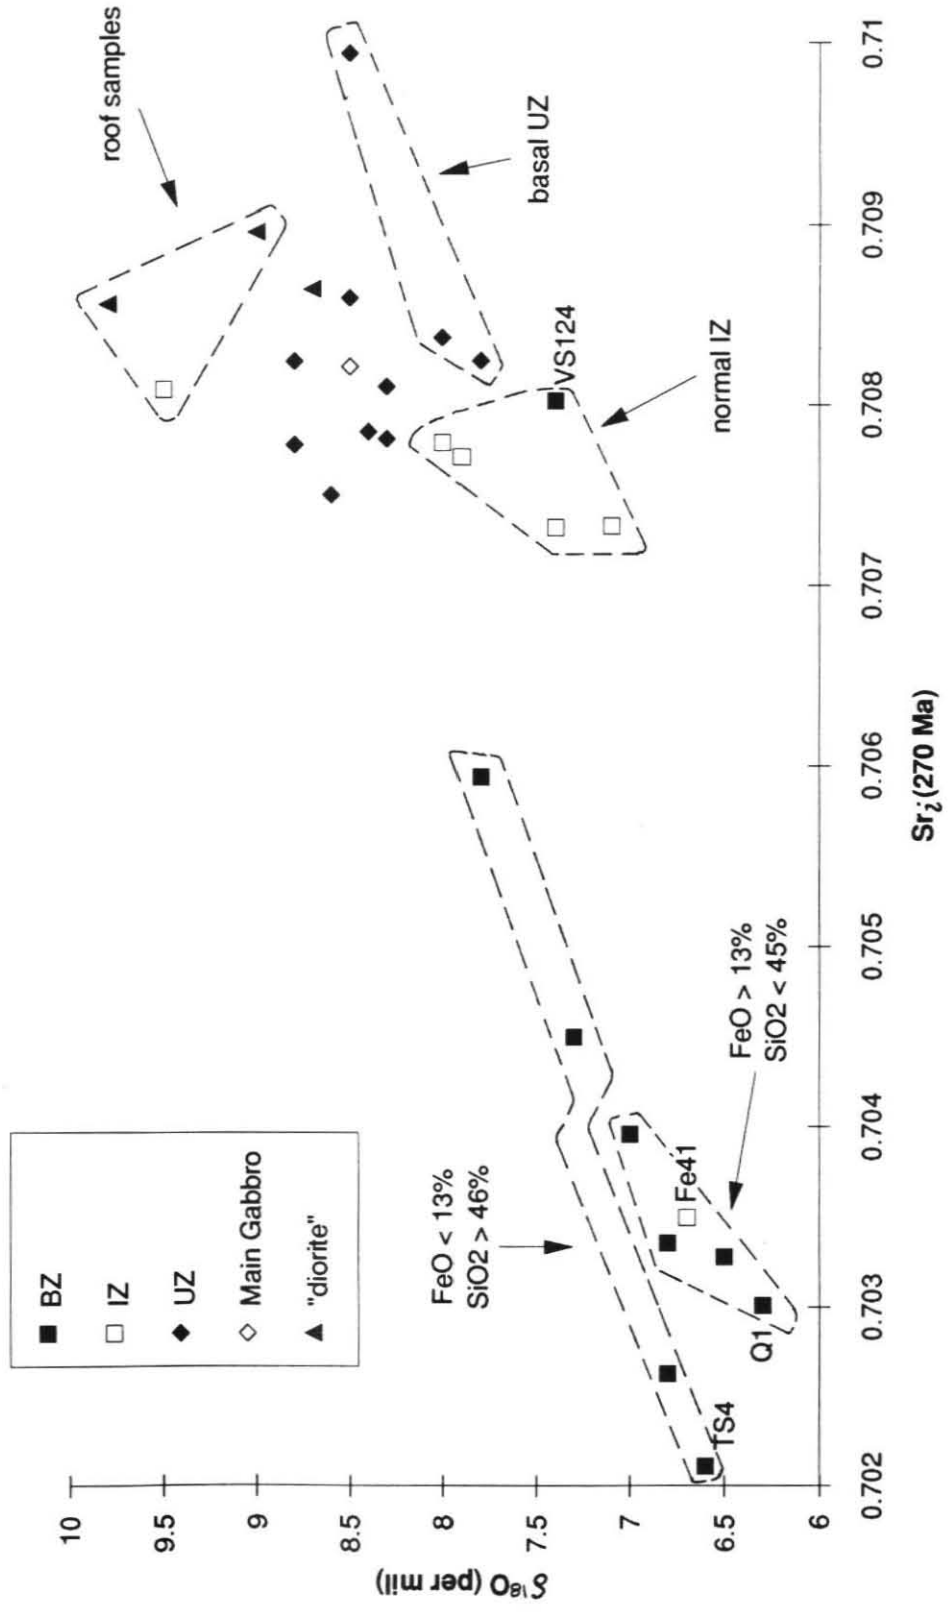 BZ
IZ
UZ
Main Gabbro
"diorite"
roof samples
basal UZ
VS124
normal IZ
FeO < 13%
SiO2 > 46%
FeO > 13%
SiO2 < 45%
Fe41
Q1
TS4
10
9.5
9
8.5
8
7.5
7
6.5
6
δ¹⁸O (per mil)
0.702
0.703
0.704
0.705
0.706
0.707
0.708
0.709
0.71
Srᵢ (270 Ma)